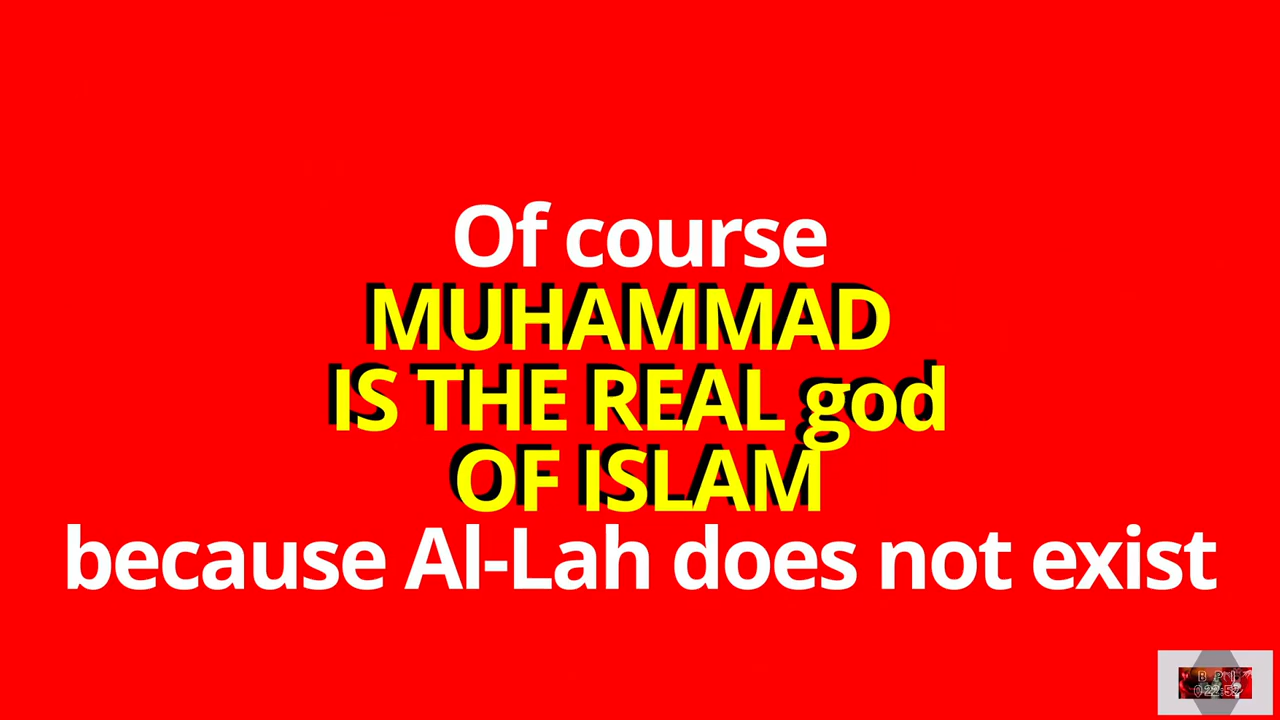 Of course
MUHAMMAD
IS THE REAL god
OF ISLAM
because Al-Lah does not exist
B P I